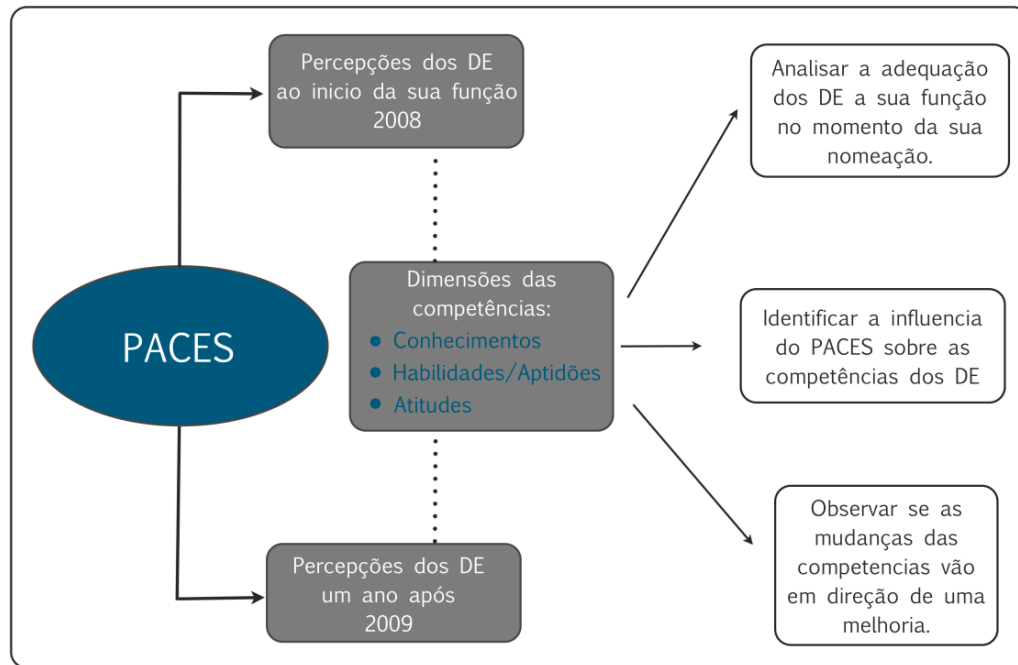 PACES
Percepções dos DE
ao inicio da sua função
2008
Dimensões das
competências:
• Conhecimentos
• Habilidades/Aptidões
• Atitudes
Percepções dos DE
um ano após
2009
Analisar a adequação
dos DE a sua função
no momento da sua
nomeação.
Identificar a influencia
do PACES sobre as
competências dos DE
Observar se as
mudanças das
competencias vão
em direção de uma
melhoria.